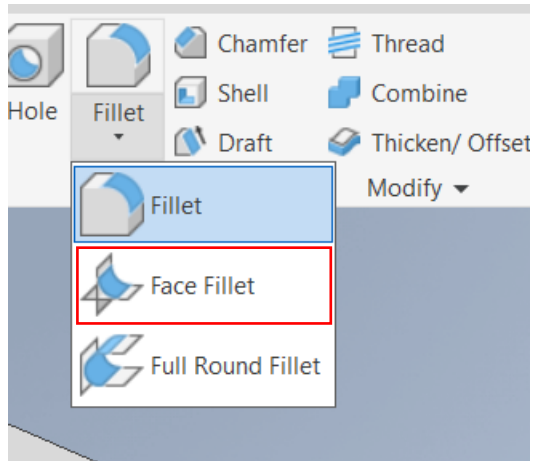 Hole
Fillet
Chamfer
Shell
Draft
Thread
Combine
Thicken/ Offset
Modify
Fillet
Face Fillet
Full Round Fillet